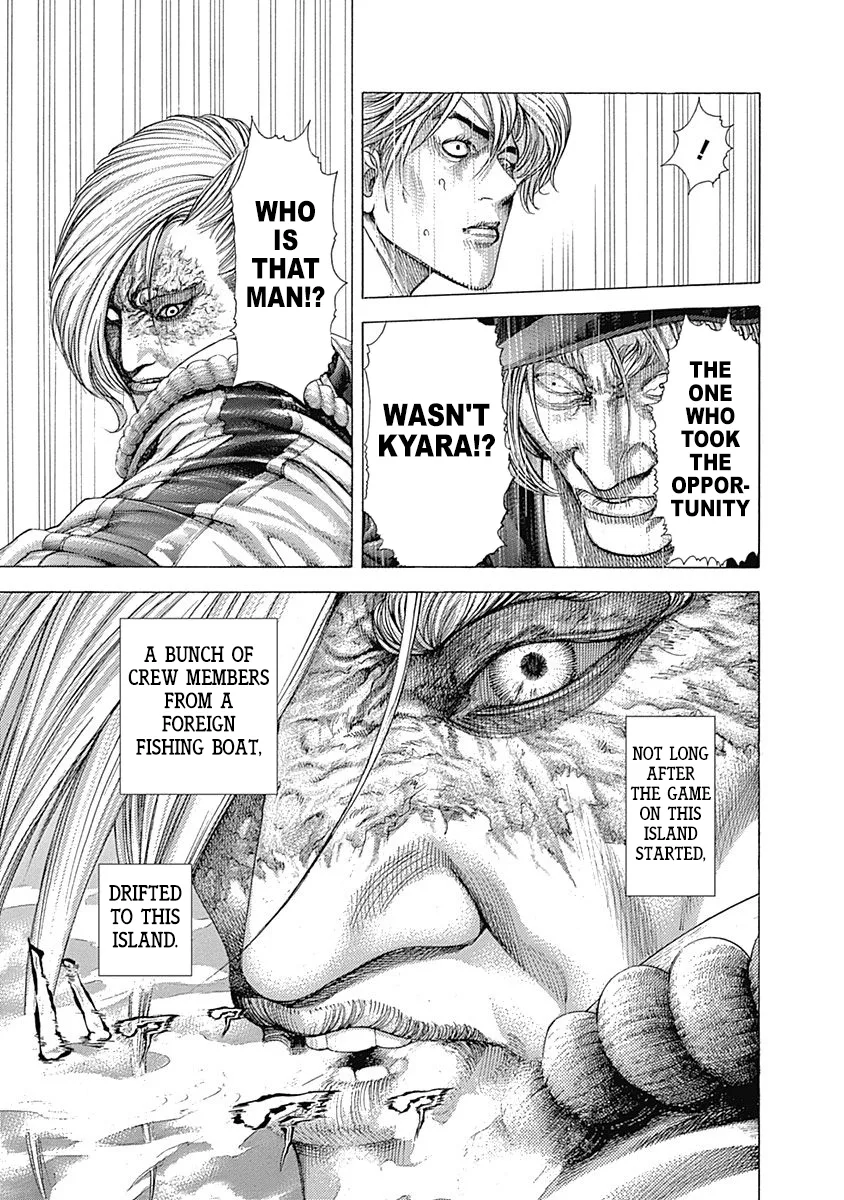 !
THE
ONE
WHO
TOOK
THE
OPPOR-
TUNITY
WASN'T
KYARA!?
WHO
IS
THAT
MAN!?
NOT LONG
AFTER
THE GAME
ON THIS
ISLAND
STARTED,
A BUNCH OF
CREW MEMBERS
FROM A
FOREIGN
FISHING BOAT,
DRIFTED
TO THIS
ISLAND.